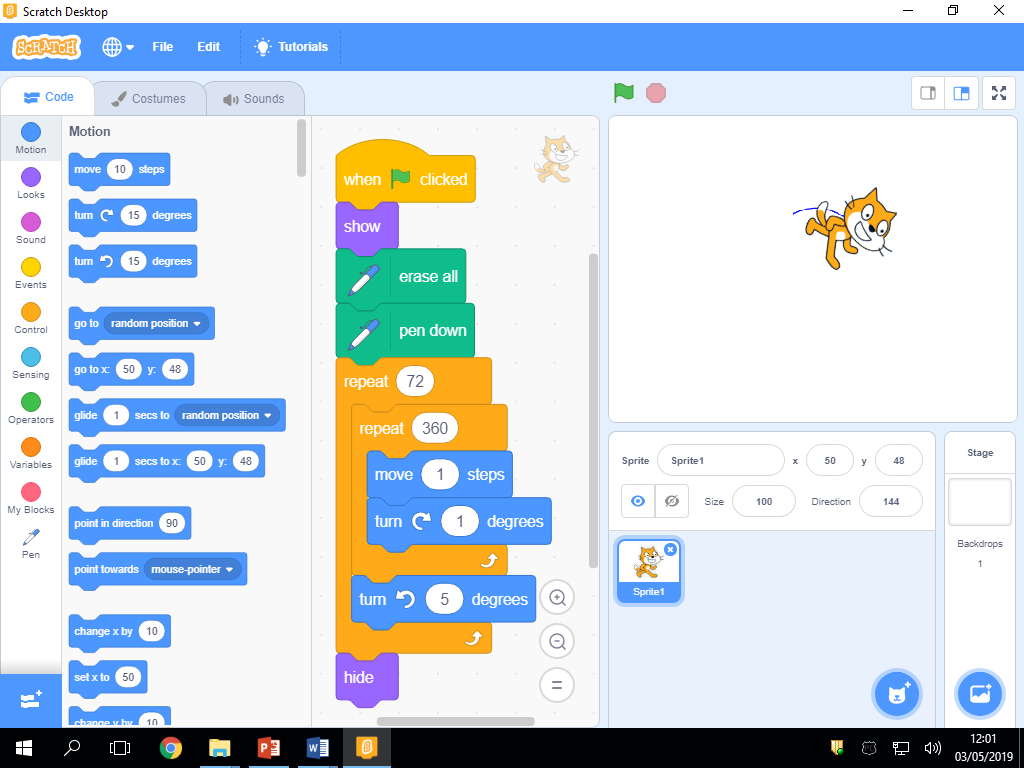 Scratch Desktop
SCRATCH
File Edit Tutorials
Code Costumes Sounds
Motion
Looks
Sound
Events
Control
Sensing
Operators
Variables
My Blocks
Pen
Motion
move 10 steps
turn 15 degrees
turn 15 degrees
go to random position
go to x: 50 y: 48
glide 1 secs to random position
glide 1 secs to x: 50 y: 48
point in direction 90
point towards mouse-pointer
change x by 10
set x to 50
change y by 10
when clicked
show
erase all
pen down
repeat 72
repeat 360
move 1 steps
turn 1 degrees
turn 5 degrees
hide
Sprite Sprite1 x 50 y 48
Size 100 Direction 144
Sprite1
Stage
Backdrops
1
12:01
03/05/2019